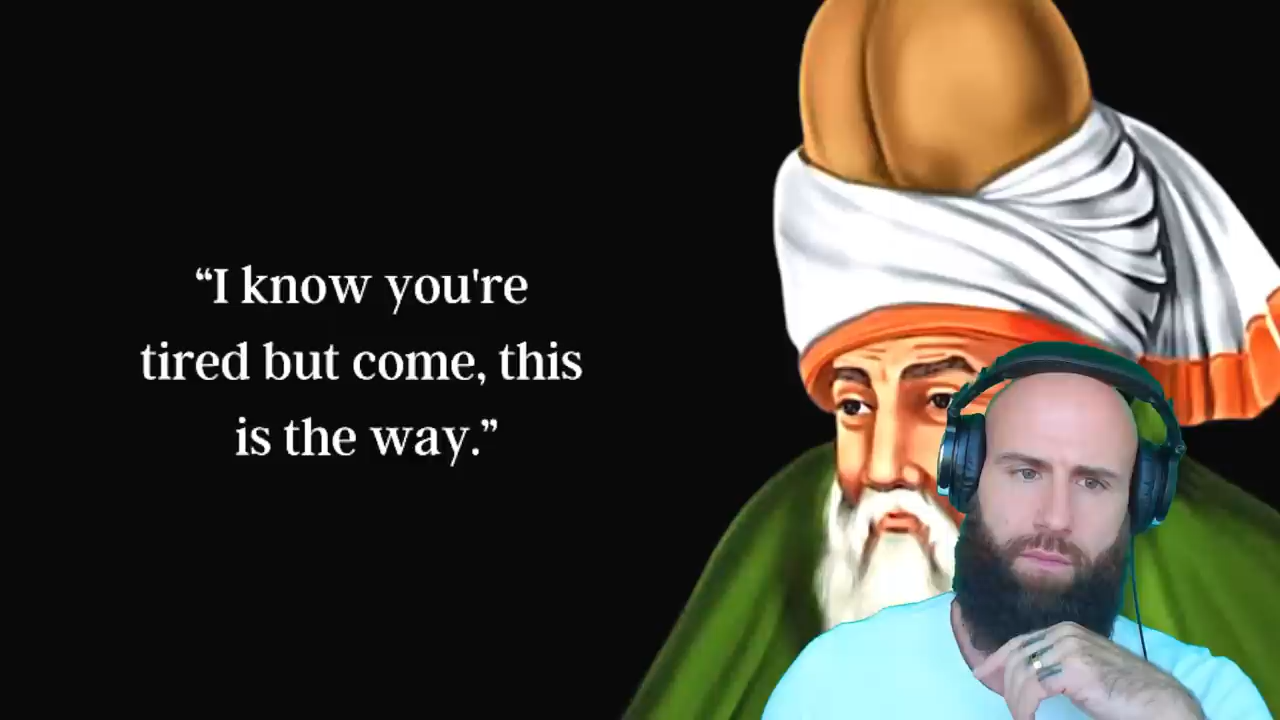 “I know you're
tired but come, this
is the way.”